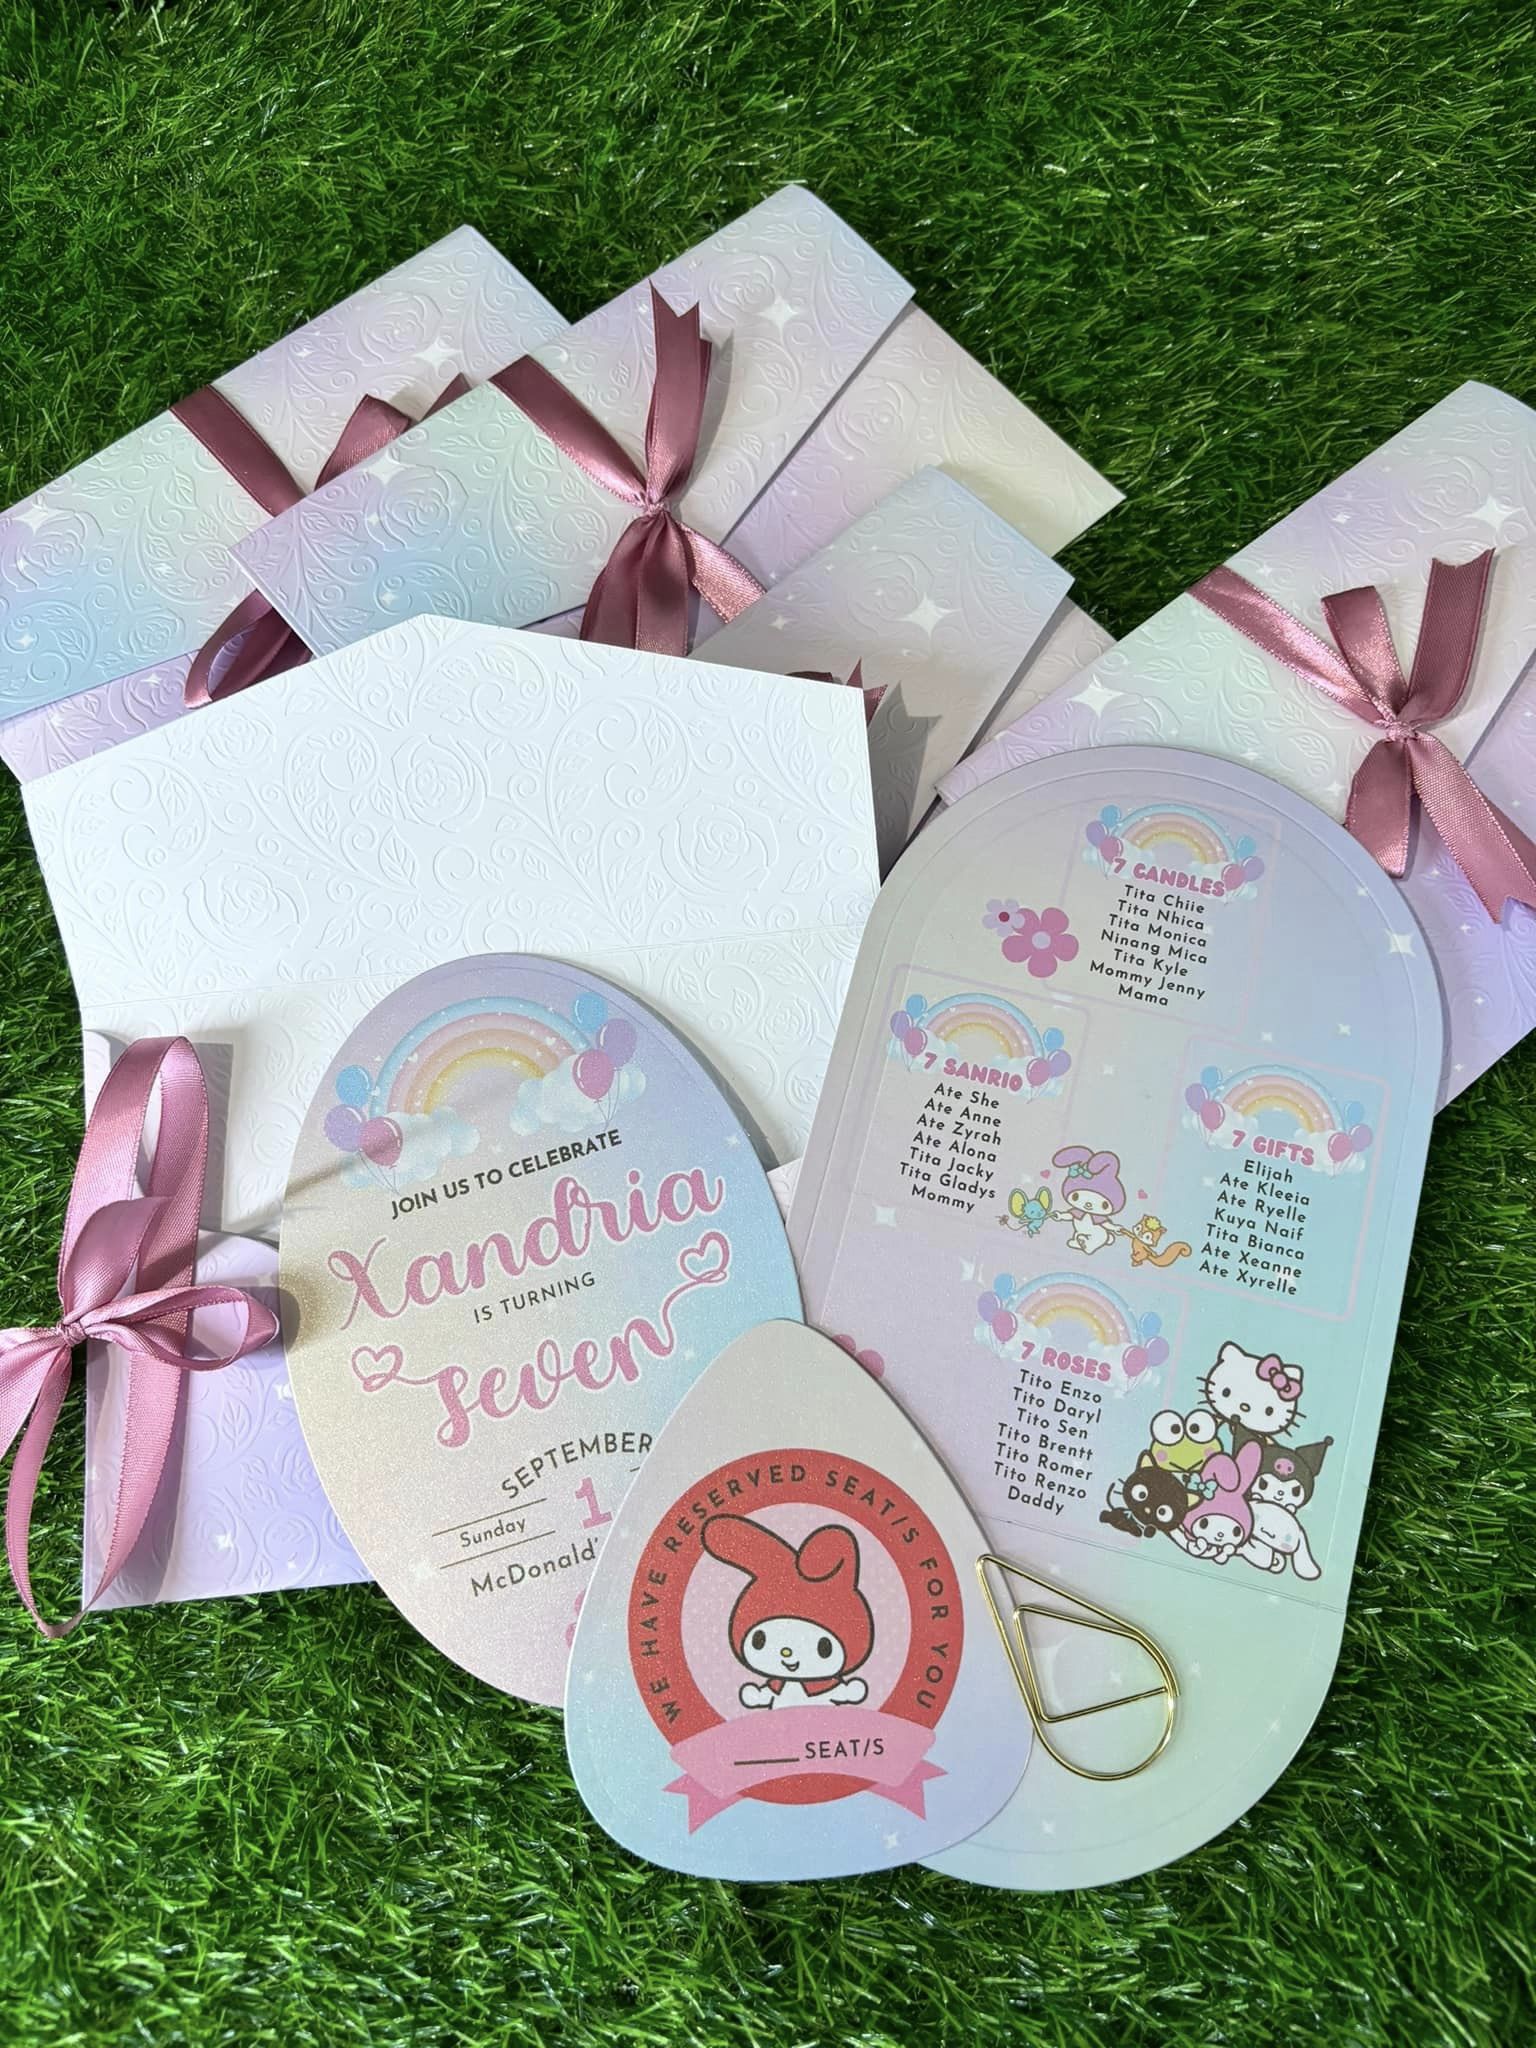 JOIN US TO CELEBRATE
Xandria
IS TURNING
seven
SEPTEMBER
Sunday
1
McDonald'
WE HAVE RESERVED SEAT/S FOR YOU
____SEAT/S
7 CANDLES
Tita Chiie
Tita Nhica
Tita Monica
Ninang Mica
Tita Kyle
Mommy Jenny
Mama
7 SANRIO
Ate She
Ate Anne
Ate Zyrah
Ate Alona
Tita Jacky
Tita Gladys
Mommy
7 GIFTS
Elijah
Ate Kleeia
Ate Ryelle
Kuya Naif
Tita Bianca
Ate Xeanne
Ate Xyrelle
7 ROSES
Tito Enzo
Tito Daryl
Tito Sen
Tito Brentt
Tito Romer
Tito Renzo
Daddy